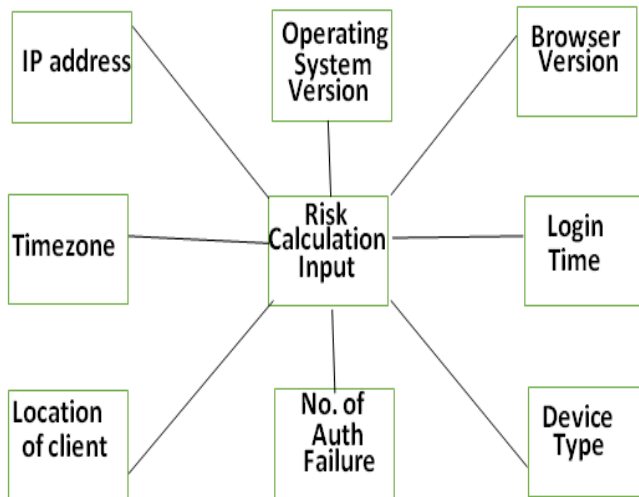 IP address
Operating
System
Version
Browser
Version
Timezone
Risk
Calculation
Input
Login
Time
Location
of client
No. of
Auth
Failure
Device
Type